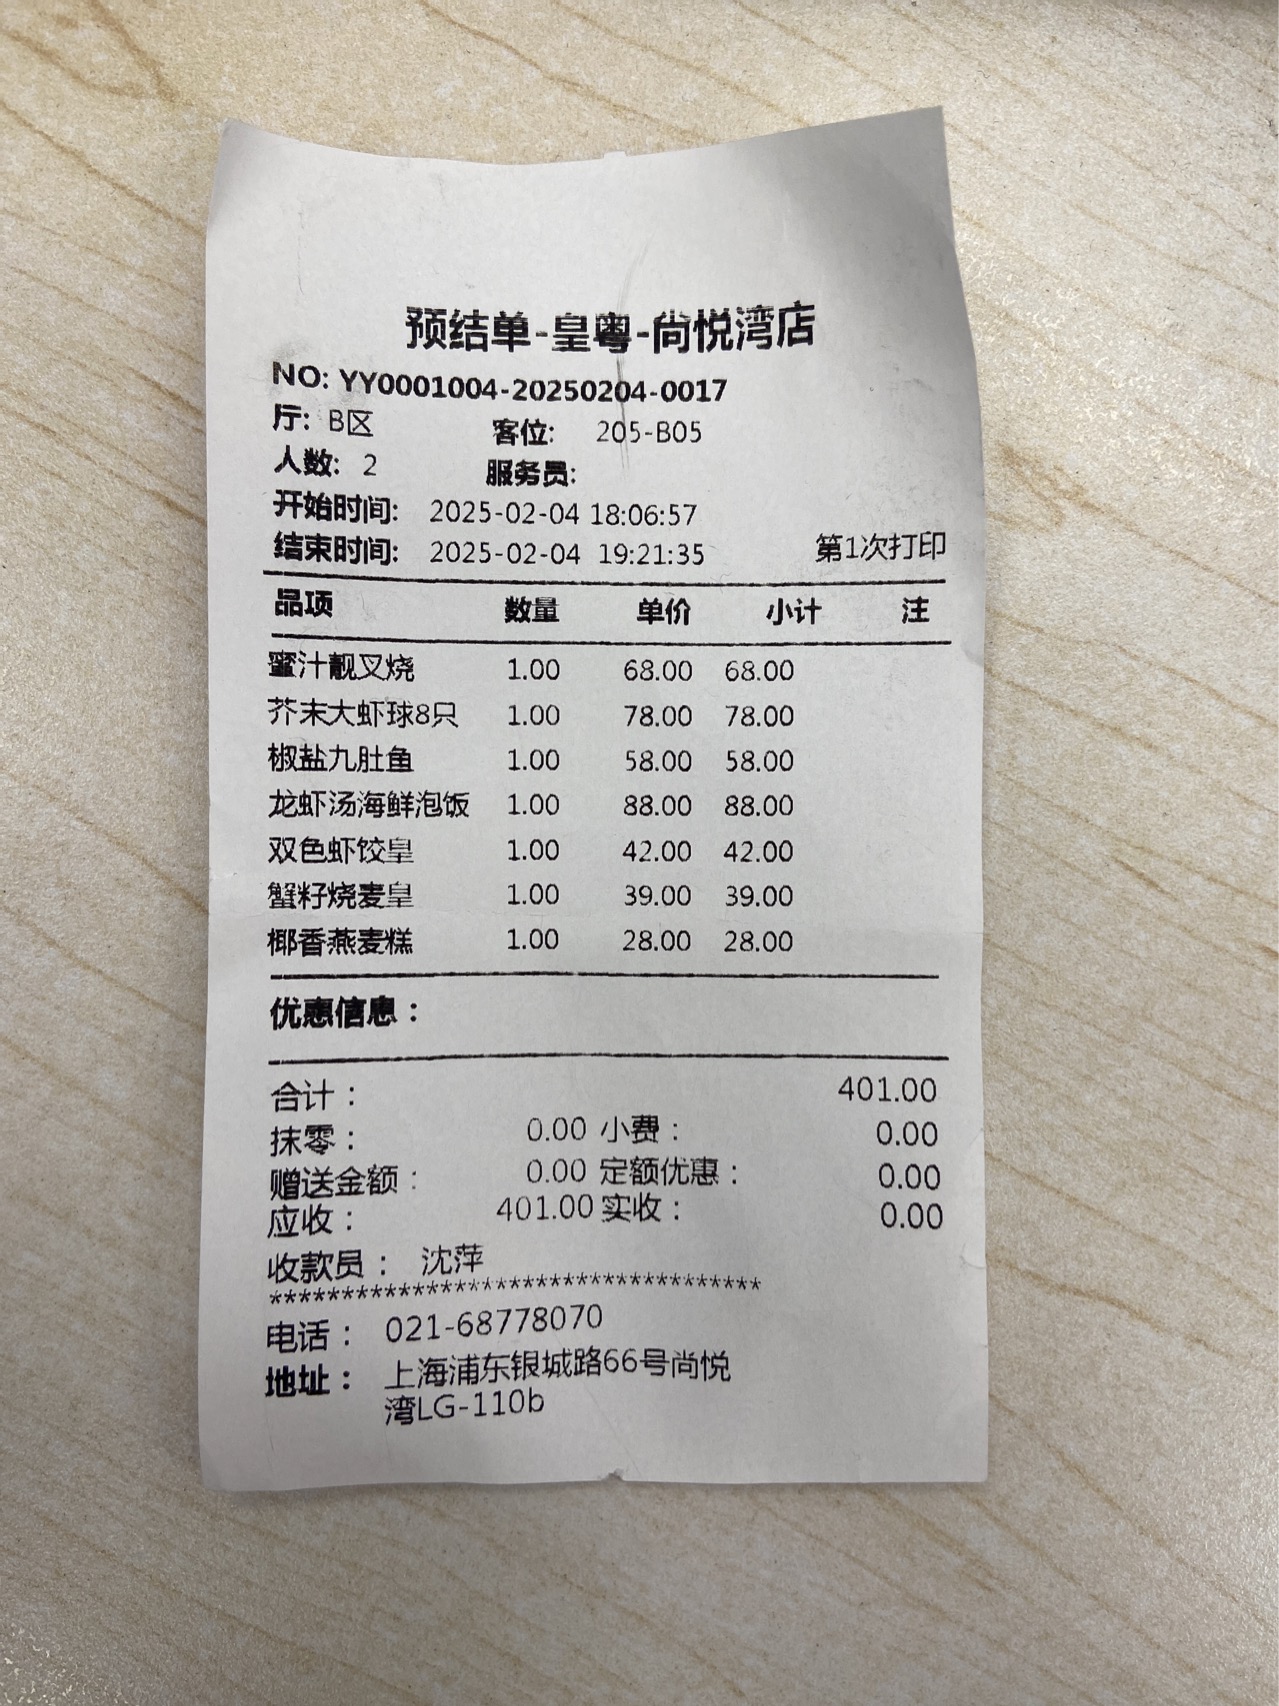 预结单-皇粤-尚悦湾店
NO: YY0001004-20250204-0017
厅: B区 客位: 205-B05
人数: 2 服务员:
开始时间: 2025-02-04 18:06:57
结束时间: 2025-02-04 19:21:35 第1次打印
品项 数量 单价 小计 注
蜜汁靓叉烧 1.00 68.00 68.00
芥末大虾球8只 1.00 78.00 78.00
椒盐九肚鱼 1.00 58.00 58.00
龙虾汤海鲜泡饭 1.00 88.00 88.00
双色虾饺皇 1.00 42.00 42.00
蟹籽烧麦皇 1.00 39.00 39.00
椰香燕麦糕 1.00 28.00 28.00
优惠信息：
合计： 401.00
抹零： 0.00 小费： 0.00
赠送金额： 0.00 定额优惠： 0.00
应收： 401.00 实收： 0.00
收款员： 沈萍
*****************************************
电话： 021-68778070
地址： 上海浦东银城路66号尚悦
湾LG-110b